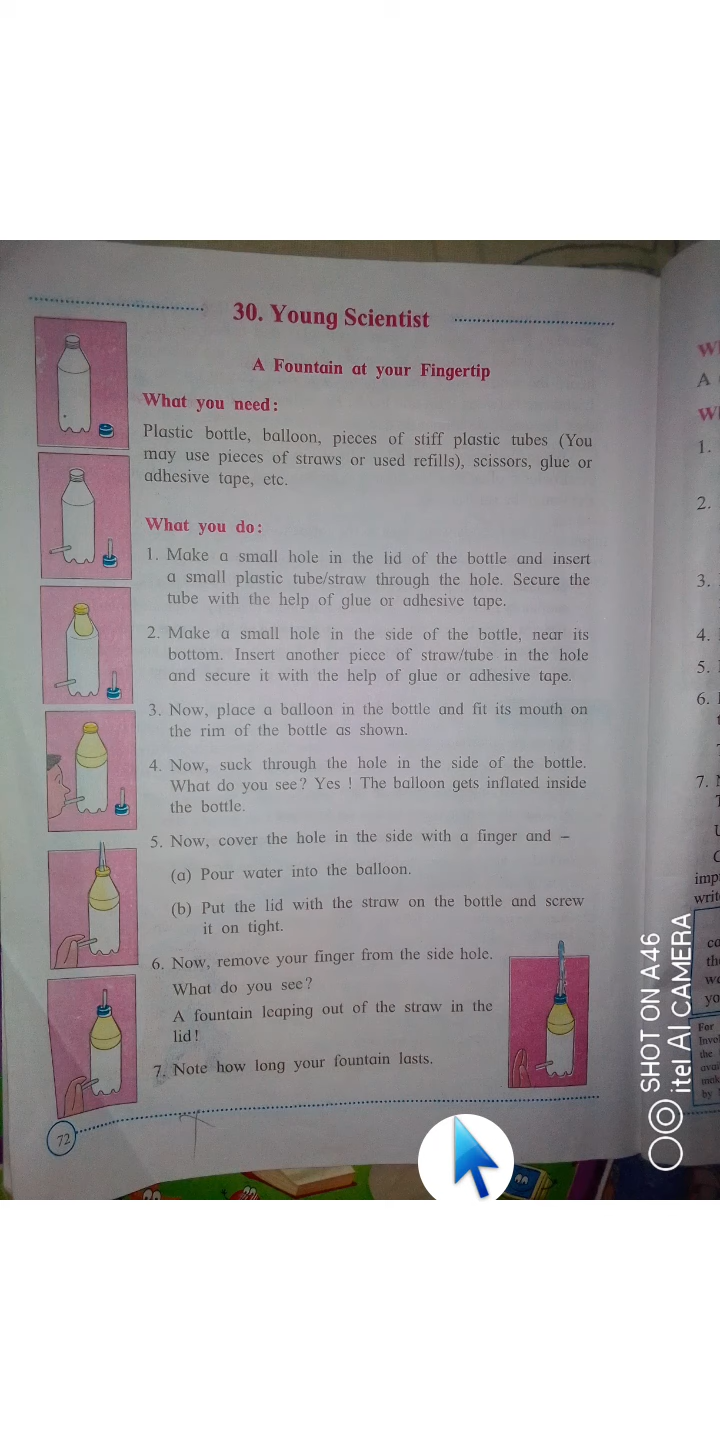 30. Young Scientist
A Fountain at your Fingertip
What you need:
Plastic bottle, balloon, pieces of stiff plastic tubes (You
may use pieces of straws or used refills), scissors, glue or
adhesive tape, etc.
What you do:
1. Make a small hole in the lid of the bottle and insert
a small plastic tube/straw through the hole. Secure the
tube with the help of glue or adhesive tape.
2. Make a small hole in the side of the bottle, near its
bottom. Insert another piece of straw/tube in the hole
and secure it with the help of glue or adhesive tape.
3. Now, place a balloon in the bottle and fit its mouth on
the rim of the bottle as shown.
4. Now, suck through the hole in the side of the bottle.
What do you see? Yes ! The balloon gets inflated inside
the bottle.
5. Now, cover the hole in the side with a finger and –
(a) Pour water into the balloon.
(b) Put the lid with the straw on the bottle and screw
it on tight.
6. Now, remove your finger from the side hole.
What do you see?
A fountain leaping out of the straw in the
lid!
7. Note how long your fountain lasts.
72
A
1.
2.
3.
4.
5.
6.
7.
For
the
by
SHOT ON A46
itel AI CAMERA